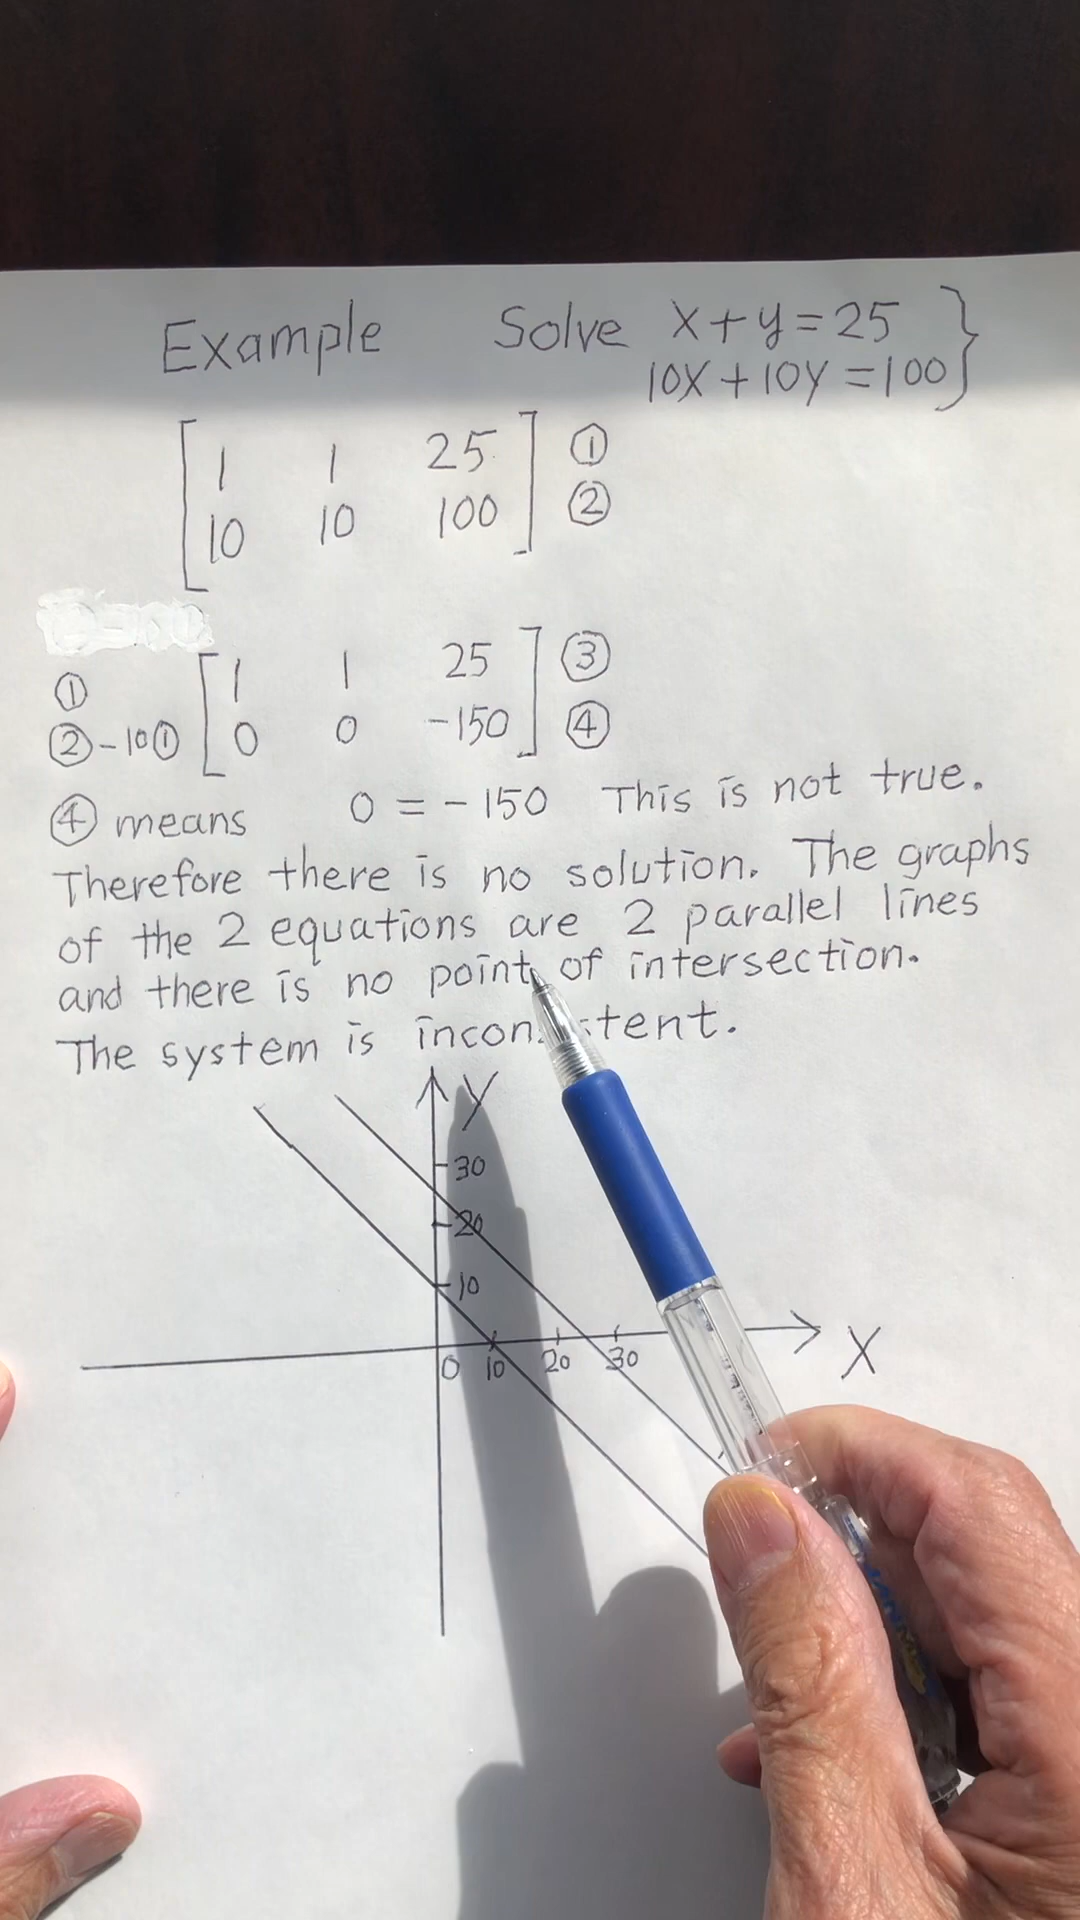 Example Solve x+y=25 }
10X+10Y=100
[ 1 1 25 ] ①
10 10 100 ②
① [ 1 1 25 ] ③
②-10① 0 0 -150 ④
④ means 0 = -150 This is not true.
Therefore there is no solution. The graphs
of the 2 equations are 2 parallel lines
and there is no point of intersection.
The system is incon tent.
Y
30
20
10
0 10 20 30 X